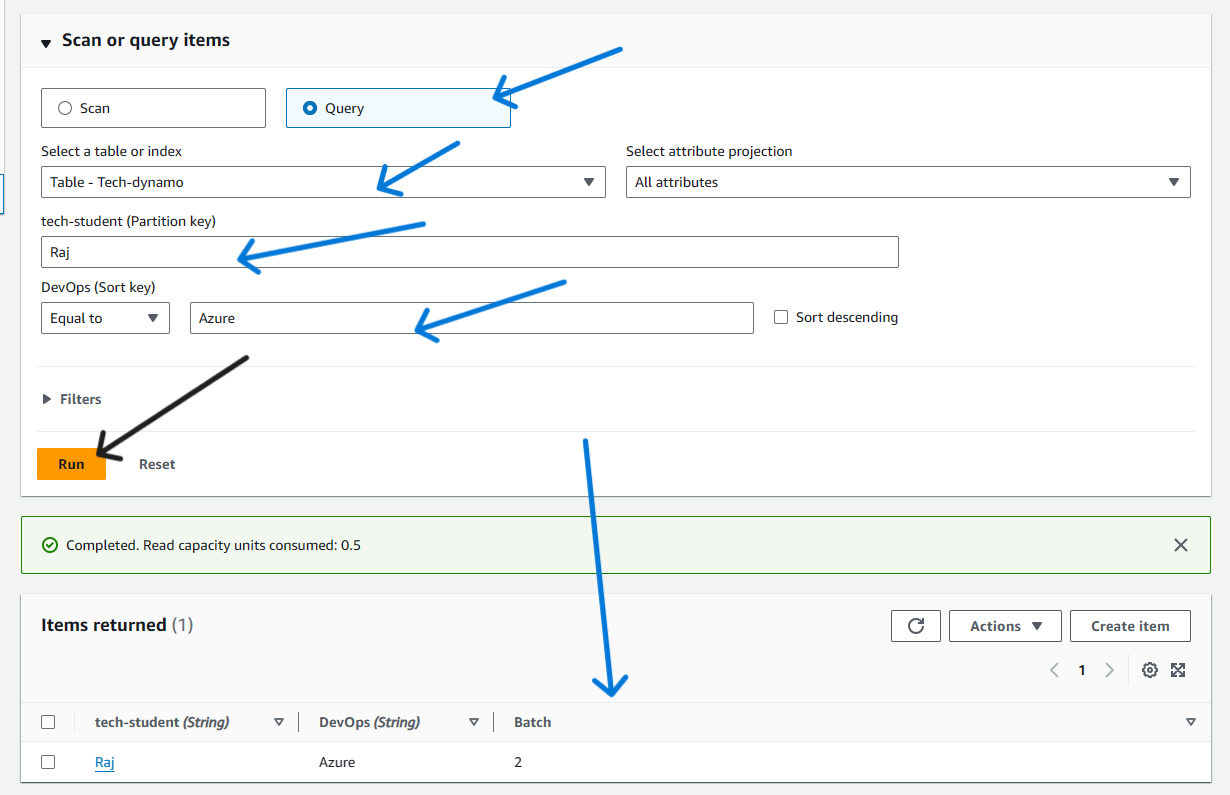 Scan or query items
Scan
Query
Select a table or index
Select attribute projection
Table - Tech-dynamo
All attributes
tech-student (Partition key)
Raj
DevOps (Sort key)
Equal to
Azure
Sort descending
Filters
Run
Reset
Completed. Read capacity units consumed: 0.5
Items returned (1)
Actions
Create item
1
tech-student (String)
DevOps (String)
Batch
Raj
Azure
2